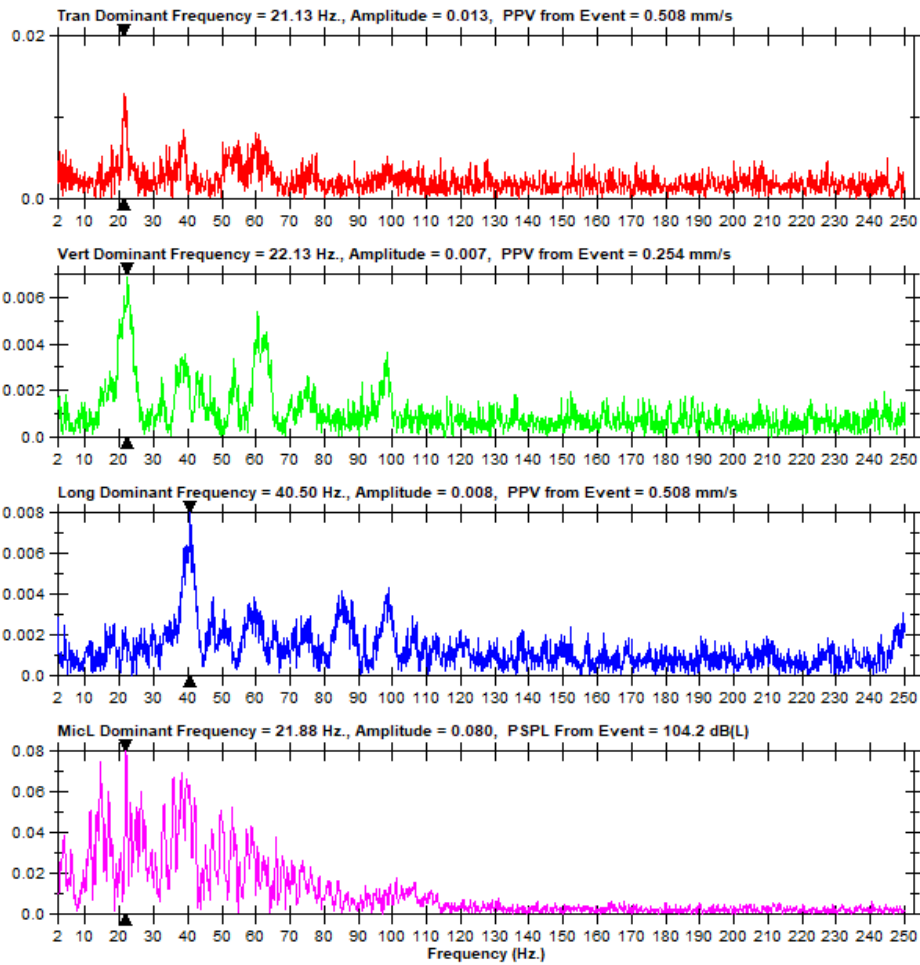 Tran Dominant Frequency = 21.13 Hz., Amplitude = 0.013, PPV from Event = 0.508 mm/s
0.02
0.0
2 10 20 30 40 50 60 70 80 90 100 110 120 130 140 150 160 170 180 190 200 210 220 230 240 250
Vert Dominant Frequency = 22.13 Hz., Amplitude = 0.007, PPV from Event = 0.254 mm/s
0.006
0.004
0.002
0.0
2 10 20 30 40 50 60 70 80 90 100 110 120 130 140 150 160 170 180 190 200 210 220 230 240 250
Long Dominant Frequency = 40.50 Hz., Amplitude = 0.008, PPV from Event = 0.508 mm/s
0.008
0.006
0.004
0.002
0.0
2 10 20 30 40 50 60 70 80 90 100 110 120 130 140 150 160 170 180 190 200 210 220 230 240 250
MicL Dominant Frequency = 21.88 Hz., Amplitude = 0.080, PSPL From Event = 104.2 dB(L)
0.08
0.06
0.04
0.02
0.0
2 10 20 30 40 50 60 70 80 90 100 110 120 130 140 150 160 170 180 190 200 210 220 230 240 250
Frequency (Hz.)